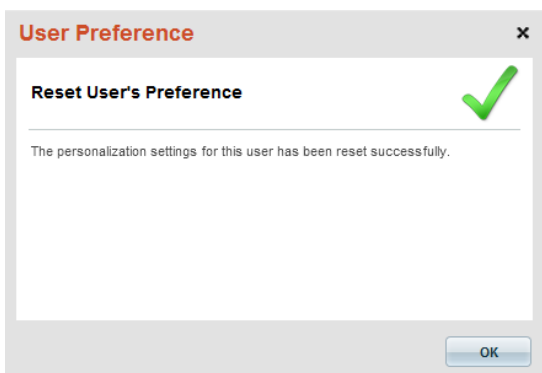 User Preference
Reset User's Preference
The personalization settings for this user has been reset successfully.
OK